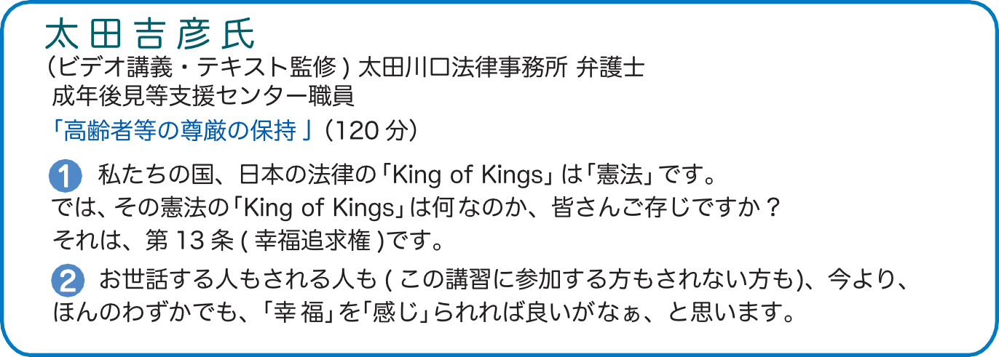 太田吉彦氏
(ビデオ講義・テキスト監修) 太田川口法律事務所 弁護士
成年後見等支援センター職員
「高齢者等の尊厳の保持」(120分)
❶ 私たちの国、日本の法律の「King of Kings」は「憲法」です。
では、その憲法の「King of Kings」は何なのか、皆さんご存じですか？
それは、第13条(幸福追求権)です。
❷ お世話する人もされる人も(この講習に参加する方もされない方も)、今より、
ほんのわずかでも、「幸福」を「感じ」られれば良いがなぁ、と思います。